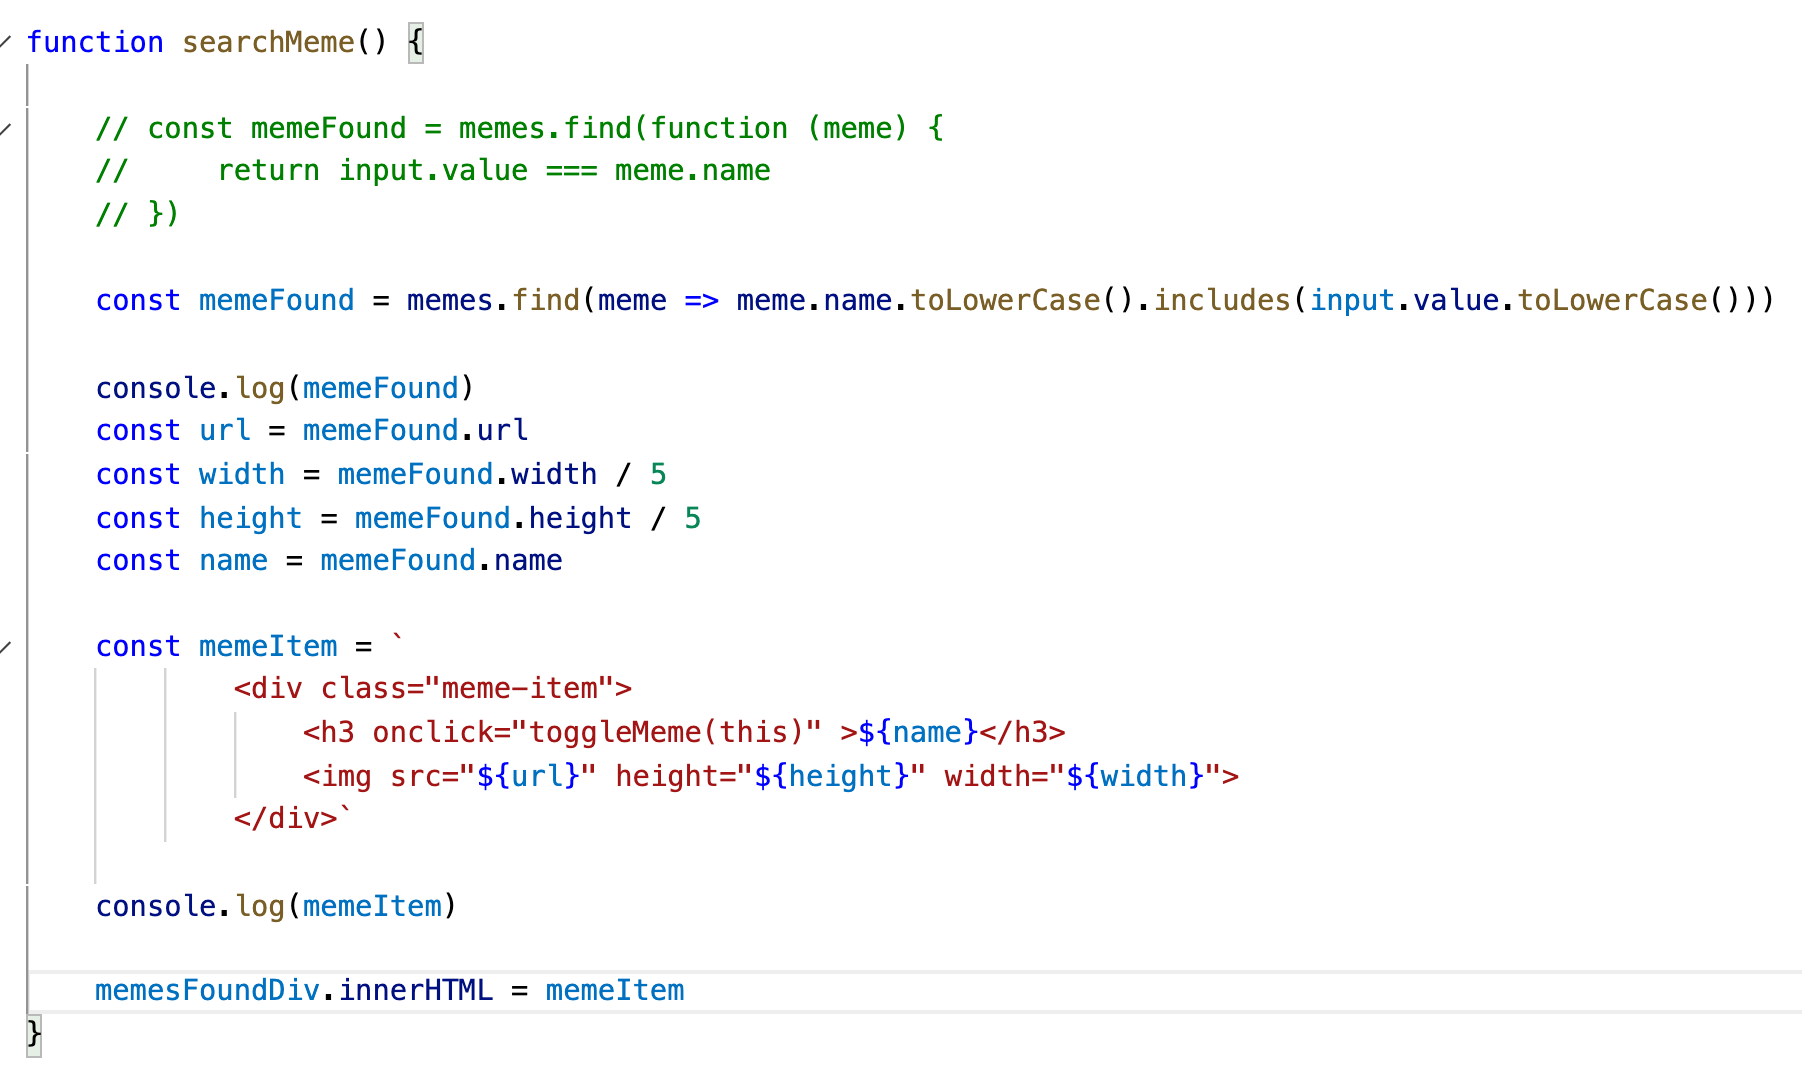 function searchMeme() {
// const memeFound = memes.find(function (meme) {
//     return input.value === meme.name
// })
const memeFound = memes.find(meme => meme.name.toLowerCase().includes(input.value.toLowerCase()))
console.log(memeFound)
const url = memeFound.url
const width = memeFound.width / 5
const height = memeFound.height / 5
const name = memeFound.name
const memeItem = `
<div class="meme-item">
<h3 onclick="toggleMeme(this)" >${name}</h3>
<img src="${url}" height="${height}" width="${width}">
</div>`
console.log(memeItem)
memesFoundDiv.innerHTML = memeItem
}